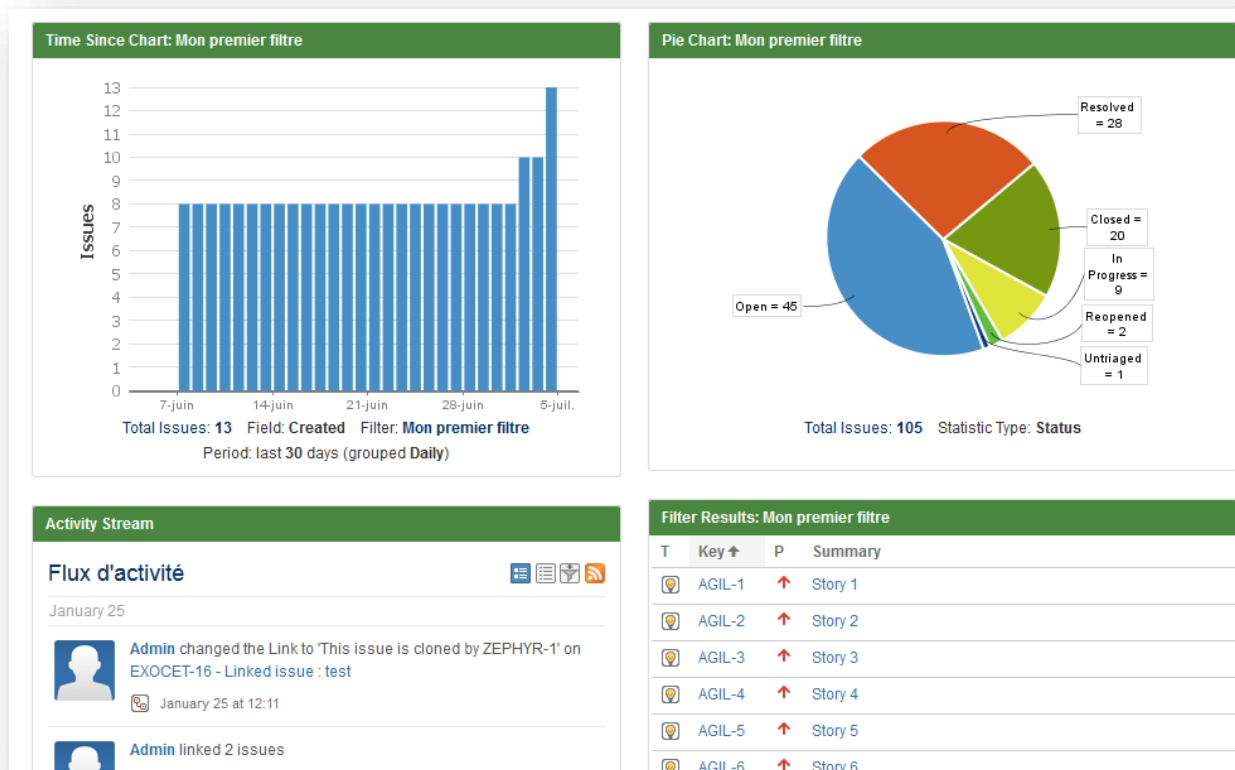 Time Since Chart: Mon premier filtre
13
12
11
10
9
8
7
6
5
4
3
2
1
0
Issues
7-juin 14-juin 21-juin 28-juin 5-juil.
Total Issues: 13 Field: Created Filter: Mon premier filtre
Period: last 30 days (grouped Daily)
Pie Chart: Mon premier filtre
Resolved
= 28
Closed =
20
In
Progress =
9
Reopened
= 2
Untriaged
= 1
Open = 45
Total Issues: 105 Statistic Type: Status
Activity Stream
Flux d'activité
January 25
Admin changed the Link to 'This issue is cloned by ZEPHYR-1' on
EXOCET-16 - Linked issue : test
January 25 at 12:11
Admin linked 2 issues
Filter Results: Mon premier filtre
T Key P Summary
AGIL-1 Story 1
AGIL-2 Story 2
AGIL-3 Story 3
AGIL-4 Story 4
AGIL-5 Story 5
AGIL-6 Story 6